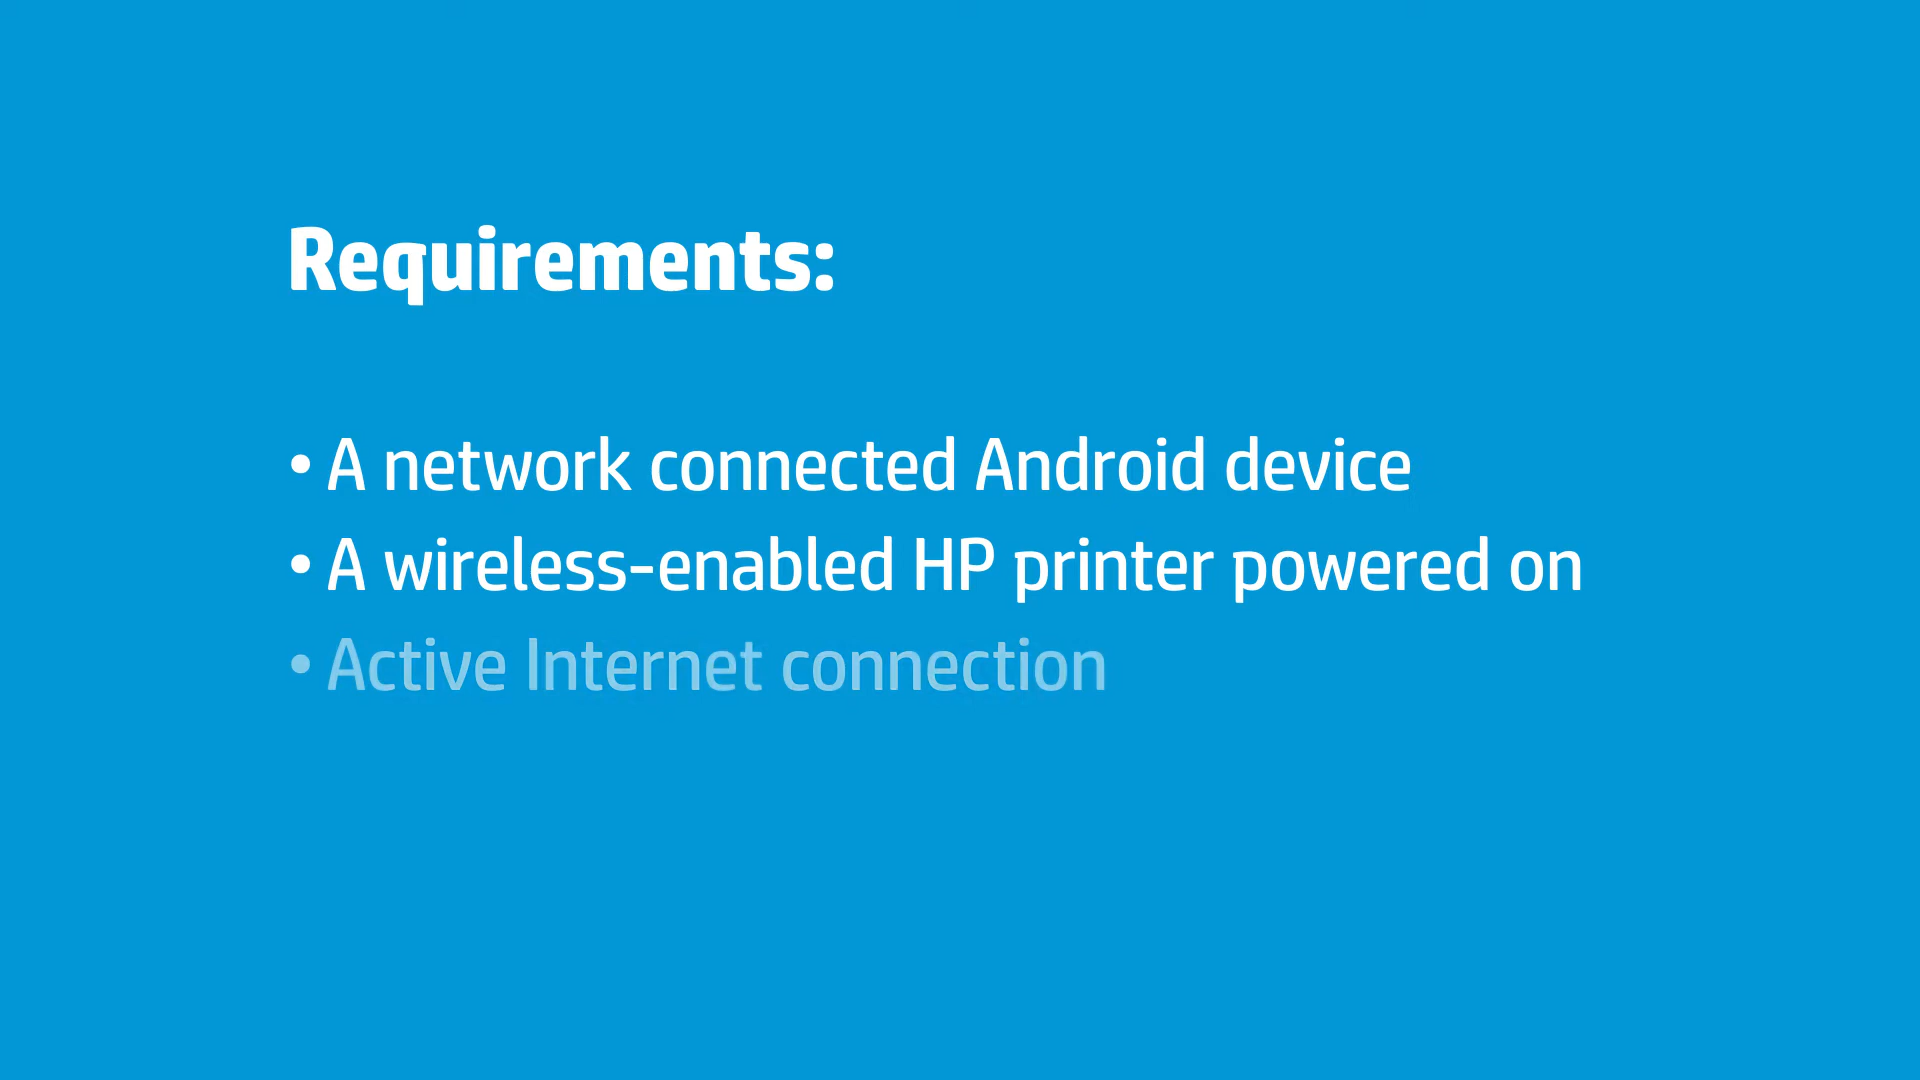 Requirements:
• A network connected Android device
• A wireless-enabled HP printer powered on
• Active Internet connection